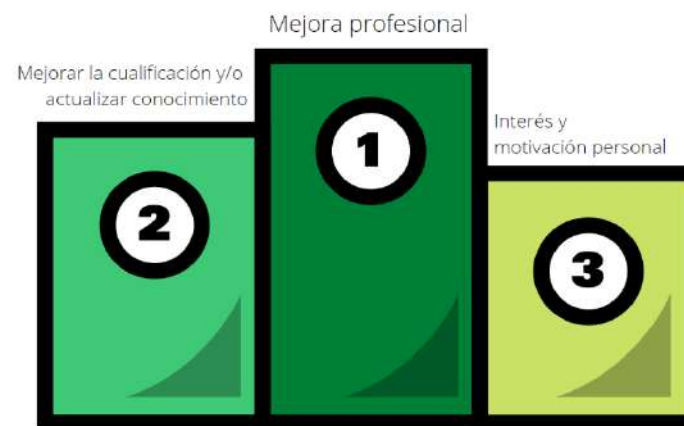 Mejora profesional
Mejorar la cualificación y/o
actualizar conocimiento
1
Interés y
motivación personal
2
3